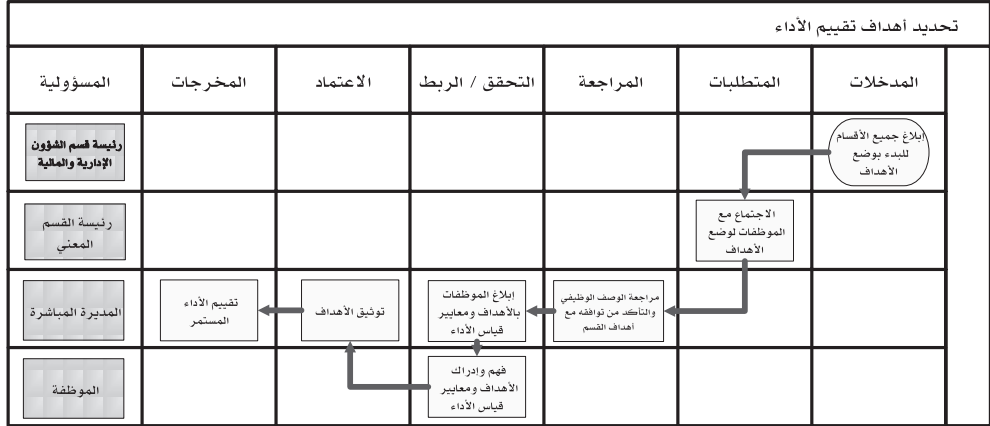 تحديد أهداف تقييم الأداء
المدخلات
المتطلبات
المراجعة
التحقق / الربط
الاعتماد
المخرجات
المسؤولية
إبلاغ جميع الأقسام
للبدء بوضع
الأهداف
رئيسة قسم الشؤون
الإدارية والمالية
الاجتماع مع
الموظفات لوضع
الأهداف
رئيسة القسم
المعني
مراجعة الوصف الوظيفي
والتأكد من توافقه مع
أهداف القسم
إبلاغ الموظفات
بالأهداف ومعايير
قياس الأداء
توثيق الأهداف
تقييم الأداء
المستمر
المديرة المباشرة
فهم وإدراك
الأهداف ومعايير
قياس الأداء
الموظفة